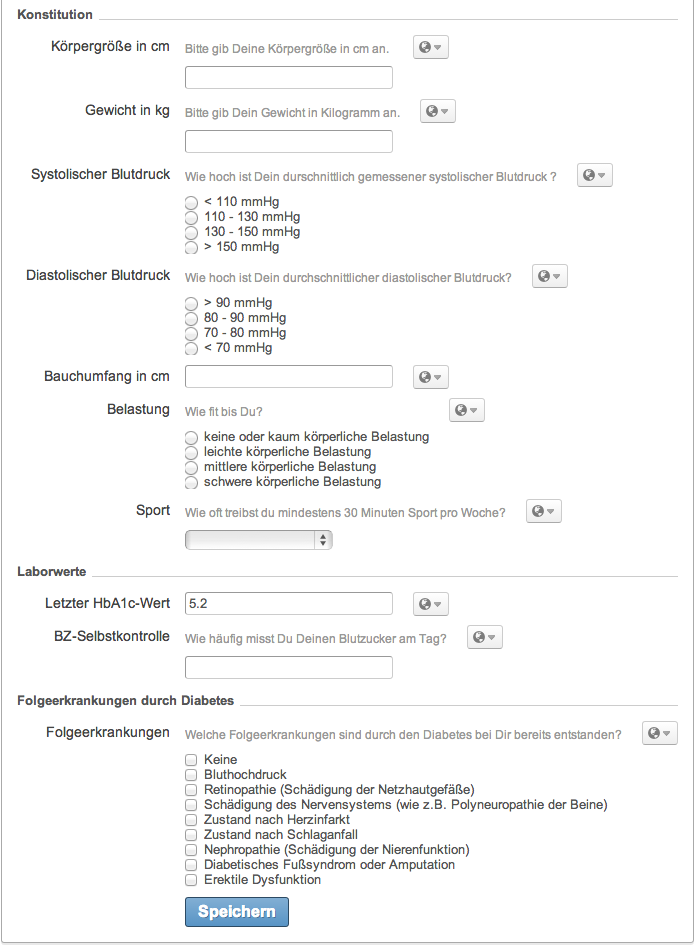 Konstitution
Körpergröße in cm Bitte gib Deine Körpergröße in cm an.
Gewicht in kg Bitte gib Dein Gewicht in Kilogramm an.
Systolischer Blutdruck Wie hoch ist Dein durschnittlich gemessener systolischer Blutdruck ?
< 110 mmHg
110 - 130 mmHg
130 - 150 mmHg
> 150 mmHg
Diastolischer Blutdruck Wie hoch ist Dein durchschnittlicher diastolischer Blutdruck?
> 90 mmHg
80 - 90 mmHg
70 - 80 mmHg
< 70 mmHg
Bauchumfang in cm
Belastung Wie fit bis Du?
keine oder kaum körperliche Belastung
leichte körperliche Belastung
mittlere körperliche Belastung
schwere körperliche Belastung
Sport Wie oft treibst du mindestens 30 Minuten Sport pro Woche?
Laborwerte
Letzter HbA1c-Wert 5.2
BZ-Selbstkontrolle Wie häufig misst Du Deinen Blutzucker am Tag?
Folgeerkrankungen durch Diabetes
Folgeerkrankungen Welche Folgeerkrankungen sind durch den Diabetes bei Dir bereits entstanden?
Keine
Bluthochdruck
Retinopathie (Schädigung der Netzhautgefäße)
Schädigung des Nervensystems (wie z.B. Polyneuropathie der Beine)
Zustand nach Herzinfarkt
Zustand nach Schlaganfall
Nephropathie (Schädigung der Nierenfunktion)
Diabetisches Fußsyndrom oder Amputation
Erektile Dysfunktion
Speichern